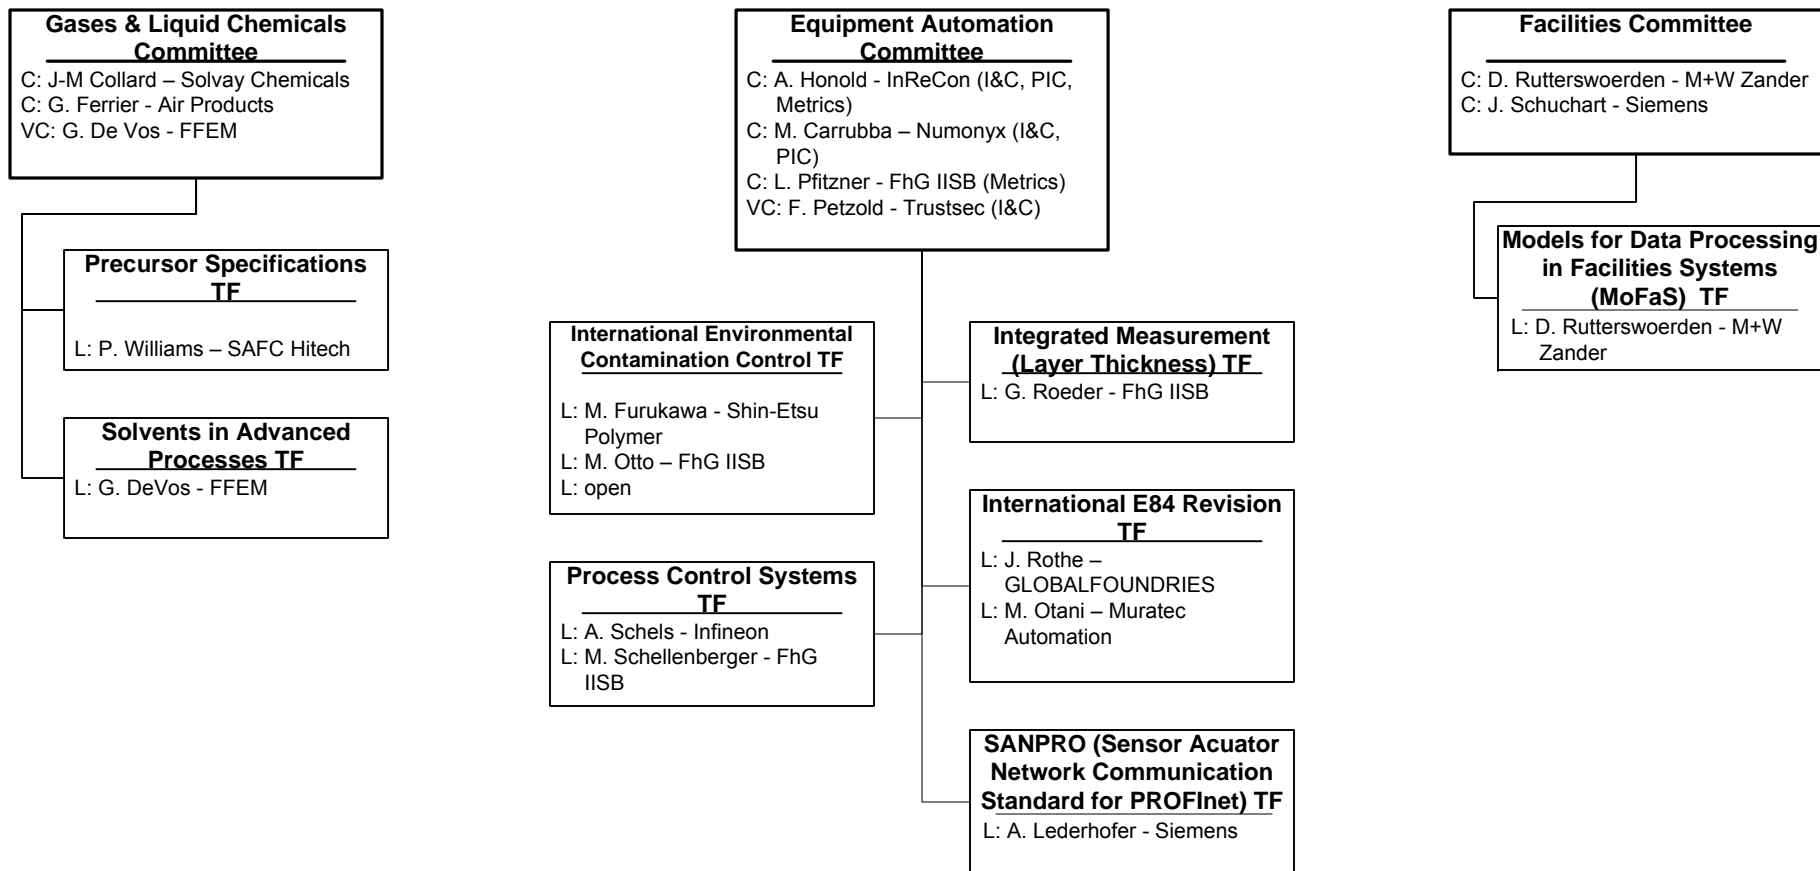 Gases & Liquid Chemicals
Committee
C: J-M Collard – Solvay Chemicals
C: G. Ferrier - Air Products
VC: G. De Vos - FFEM
Precursor Specifications
TF
L: P. Williams – SAFC Hitech
Solvents in Advanced
Processes TF
L: G. DeVos - FFEM
Equipment Automation
Committee
C: A. Honold - InReCon (I&C, PIC,
Metrics)
C: M. Carrubba – Numonyx (I&C,
PIC)
C: L. Pfitzner - FhG IISB (Metrics)
VC: F. Petzold - Trustsec (I&C)
International Environmental
Contamination Control TF
L: M. Furukawa - Shin-Etsu
Polymer
L: M. Otto – FhG IISB
L: open
Process Control Systems
TF
L: A. Schels - Infineon
L: M. Schellenberger - FhG
IISB
Integrated Measurement
(Layer Thickness) TF
L: G. Roeder - FhG IISB
International E84 Revision
TF
L: J. Rothe –
GLOBALFOUNDRIES
L: M. Otani – Muratec
Automation
SANPRO (Sensor Acuator
Network Communication
Standard for PROFInet) TF
L: A. Lederhofer - Siemens
Facilities Committee
C: D. Rutterswoerden - M+W Zander
C: J. Schuchart - Siemens
Models for Data Processing
in Facilities Systems
(MoFaS) TF
L: D. Rutterswoerden - M+W
Zander